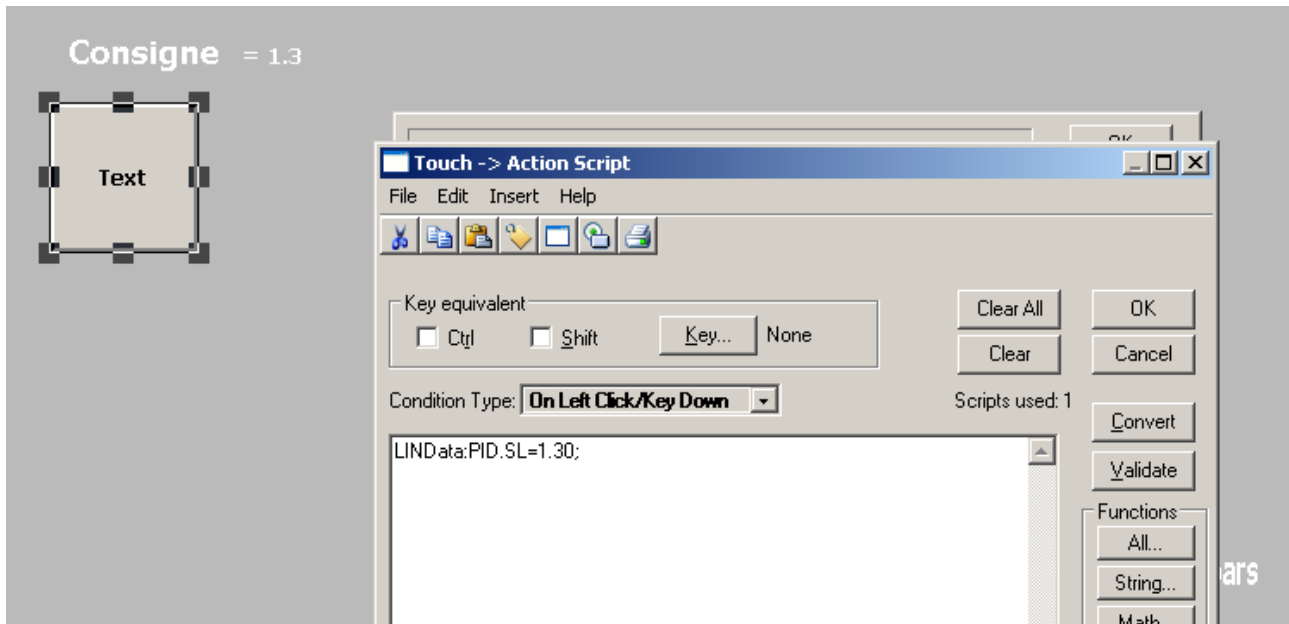 Consigne = 1.3
Text
OK
Touch -> Action Script
File Edit Insert Help
Key equivalent
Ctrl Shift Key... None
Clear All OK
Clear Cancel
Condition Type: On Left Click/Key Down Scripts used: 1
Convert
LINData:PID.SL=1.30;
Validate
Functions
All...
String...
Math